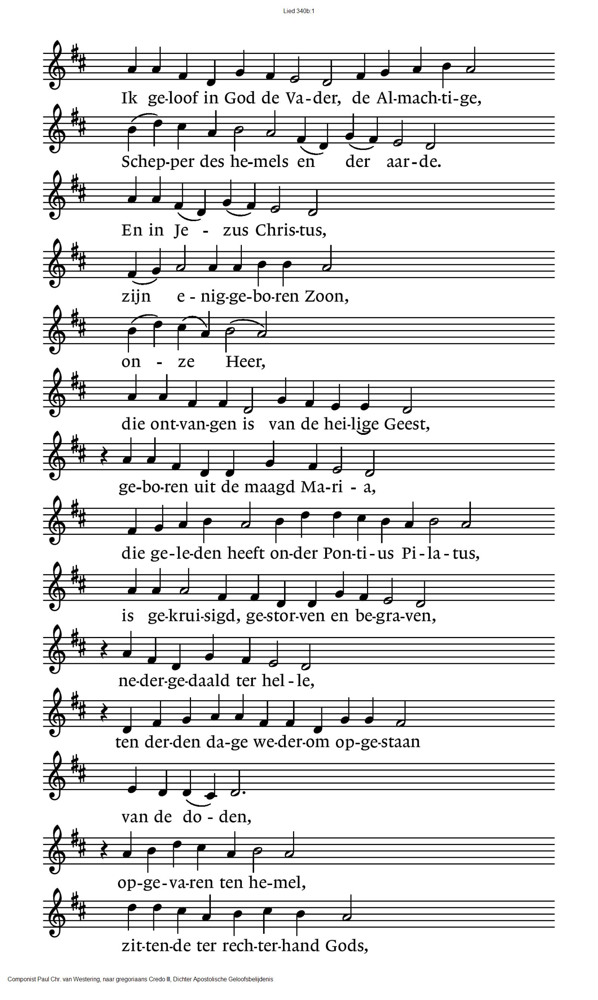 Lied 340b:1
Ik ge-loof in God de Va-der, de Al-mach-ti-ge,
Schep-per des he-mels en der aar-de.
En in Je - zus Chris-tus,
zijn e - nig-ge-bo-ren Zoon,
on - ze Heer,
die ont-van-gen is van de hei-lige Geest,
ge-bo-ren uit de maagd Ma-ri - a,
die ge-le-den heeft on-der Pon-ti-us Pi-la-tus,
is ge-krui-sigd, ge-stor-ven en be-gra-ven,
ne-der-ge-daald ter hel-le,
ten der-den da-ge we-der-om op-ge-staan
van de do - den,
op-ge-va-ren ten he-mel,
zit-ten-de ter rech-ter-hand Gods,
Componist Paul Chr. van Westering, naar gregoriaans Credo III, Dichter Apostolische Geloofsbelijdenis